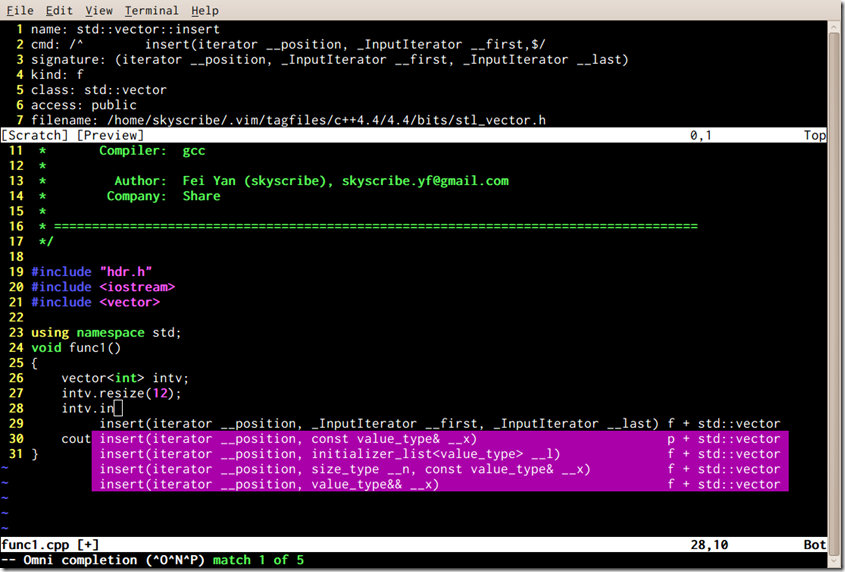 File Edit View Terminal Help
1 name: std::vector::insert
2 cmd: /^        insert(iterator __position, _InputIterator __first,$/
3 signature: (iterator __position, _InputIterator __first, _InputIterator __last)
4 kind: f
5 class: std::vector
6 access: public
7 filename: /home/skyscribe/.vim/tagfiles/c++4.4/4.4/bits/stl_vector.h
[Scratch] [Preview] 0,1 Top
11 *       Compiler:  gcc
12 *
13 *         Author:  Fei Yan (skyscribe), skyscribe.yf@gmail.com
14 *        Company:  Share
15 *
16 * =====================================================================================
17 */
18
19 #include "hdr.h"
20 #include <iostream>
21 #include <vector>
22
23 using namespace std;
24 void func1()
25 {
26     vector<int> intv;
27     intv.resize(12);
28     intv.in
29 insert(iterator __position, _InputIterator __first, _InputIterator __last) f + std::vector
30     cout insert(iterator __position, const value_type& __x) p + std::vector
31 } insert(iterator __position, initializer_list<value_type> __l) f + std::vector
~ insert(iterator __position, size_type __n, const value_type& __x) f + std::vector
~ insert(iterator __position, value_type&& __x) f + std::vector
~
~
~
func1.cpp [+] 28,10 Bot
-- Omni completion (^O^N^P) match 1 of 5